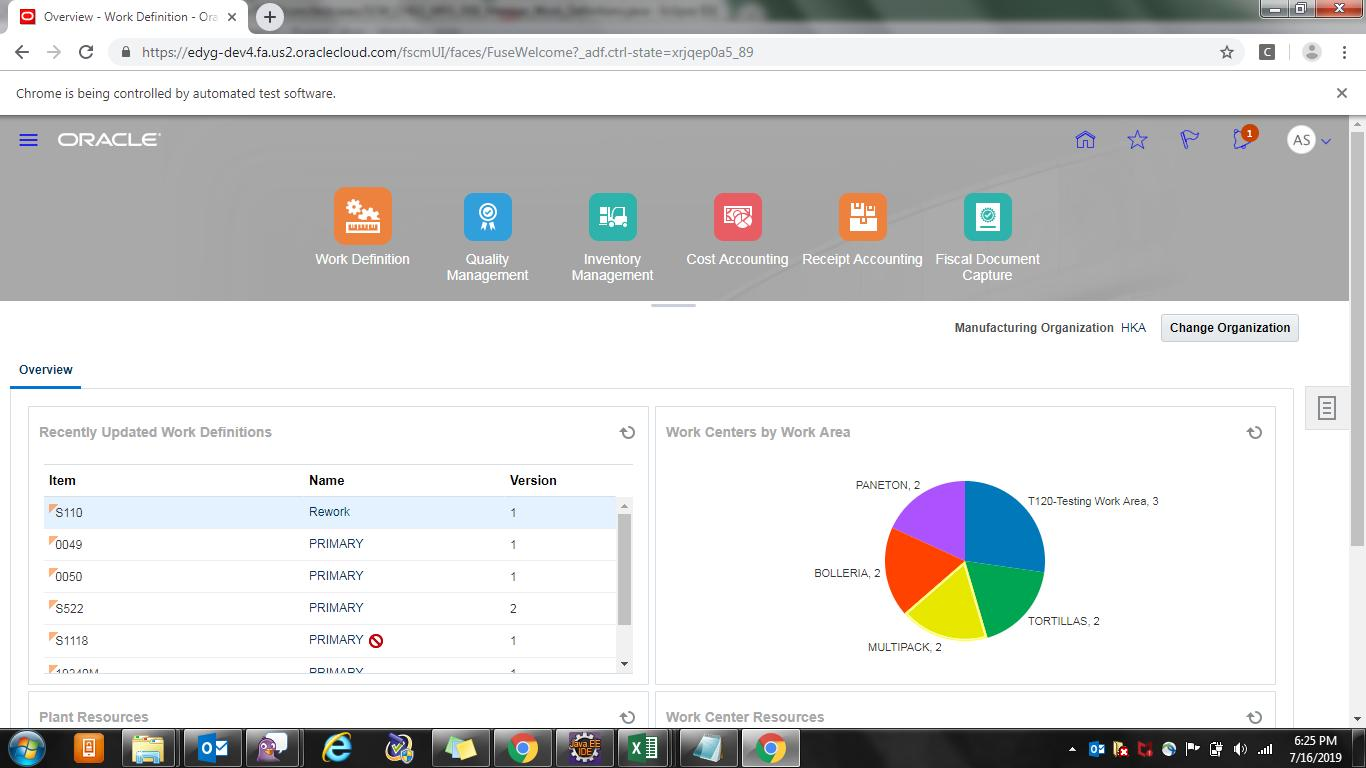 Overview - Work Definition - Ora
https://edyg-dev4.fa.us2.oraclecloud.com/fscmUI/faces/FuseWelcome?_adf.ctrl-state=xrjqep0a5_89
C
Chrome is being controlled by automated test software.
ORACLE
1
AS
Work Definition
Quality
Management
Inventory
Management
Cost Accounting
Receipt Accounting
Fiscal Document
Capture
Manufacturing Organization HKA Change Organization
Overview
Recently Updated Work Definitions
Item Name Version
S110 Rework 1
0049 PRIMARY 1
0050 PRIMARY 1
S522 PRIMARY 2
S1118 PRIMARY 1
PRIMARY 1
Work Centers by Work Area
PANETON, 2
T120-Testing Work Area, 3
BOLLERIA, 2
TORTILLAS, 2
MULTIPACK, 2
Plant Resources
Work Center Resources
Java EE
IDE
6:25 PM
7/16/2019